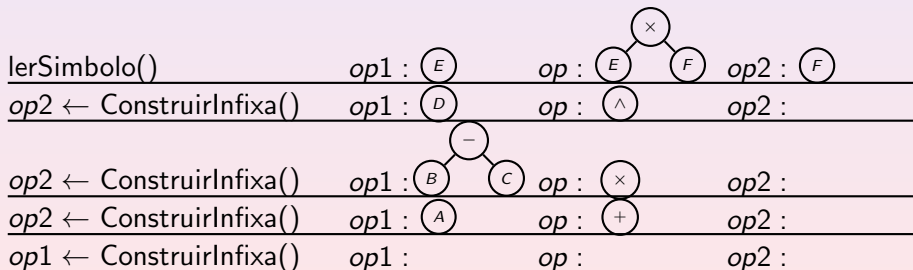 ×
lerSimbolo() op1 : E op : E F op2 : F
op2 ← ConstruirInfixa() op1 : D op : ∧ op2 :
−
op2 ← ConstruirInfixa() op1 : B C op : × op2 :
op2 ← ConstruirInfixa() op1 : A op : + op2 :
op1 ← ConstruirInfixa() op1 : op : op2 :